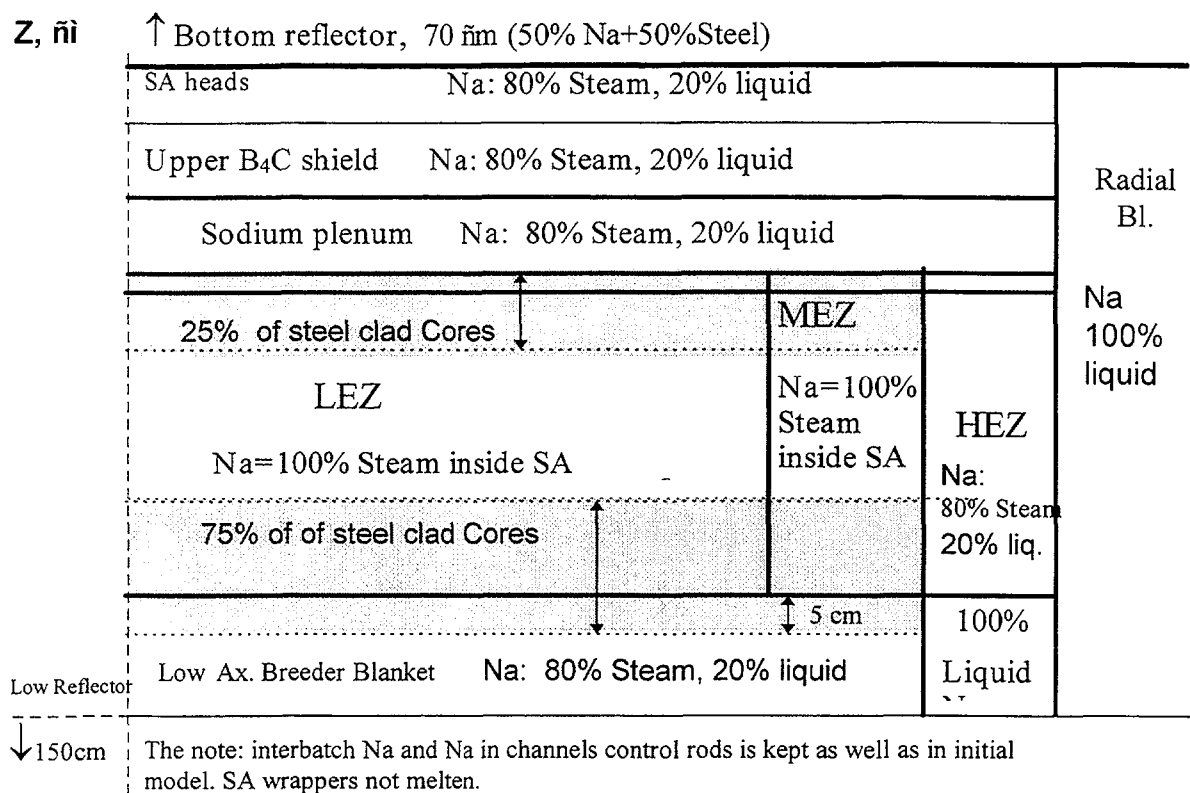 Z, ñì
↑ Bottom reflector, 70 ñm (50% Na+50%Steel)
SA heads Na: 80% Steam, 20% liquid
Upper B₄C shield Na: 80% Steam, 20% liquid
Sodium plenum Na: 80% Steam, 20% liquid
Radial
Bl.
Na
100%
liquid
25% of steel clad Cores
MEZ
LEZ
Na=100% Steam inside SA
Na=100%
Steam
inside SA
HEZ
Na:
80% Steam
20% liq.
75% of of steel clad Cores
5 cm
100%
Liquid
Low Ax. Breeder Blanket Na: 80% Steam, 20% liquid
Low Reflector
↓150cm
The note: interbatch Na and Na in channels control rods is kept as well as in initial
model. SA wrappers not melten.